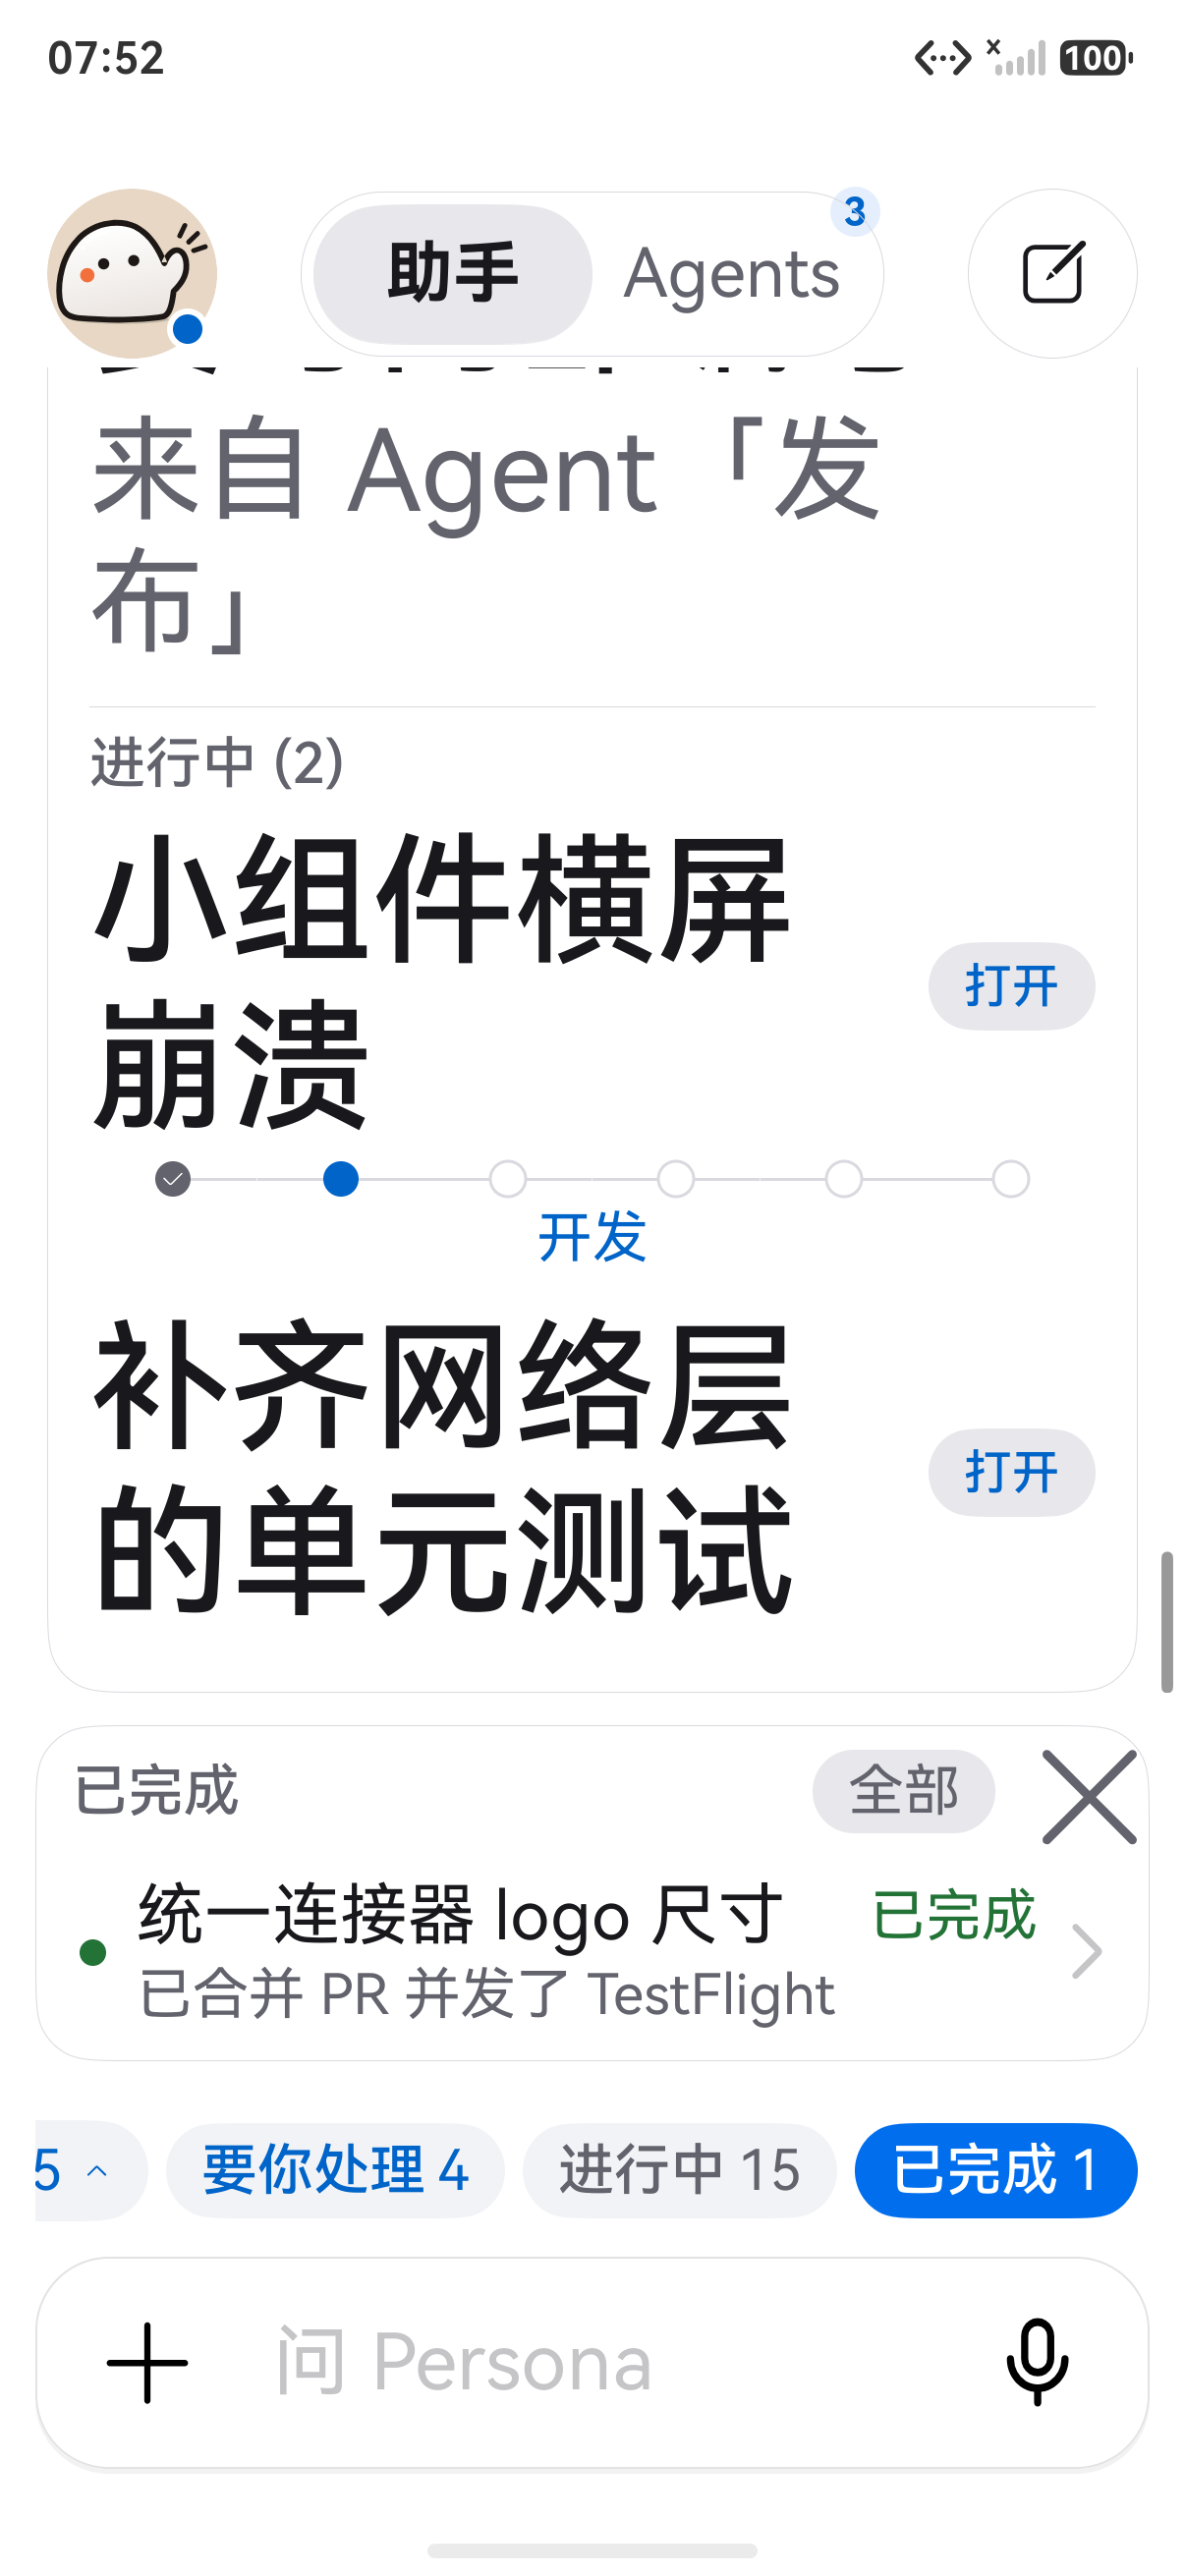 07:52
100
助手
Agents
3
来自 Agent「发
布」
进行中 (2)
小组件横屏
崩溃
打开
开发
补齐网络层
的单元测试
打开
已完成
全部
统一连接器 logo 尺寸
已完成
已合并 PR 并发了 TestFlight
5
要你处理 4
进行中 15
已完成 1
问 Persona